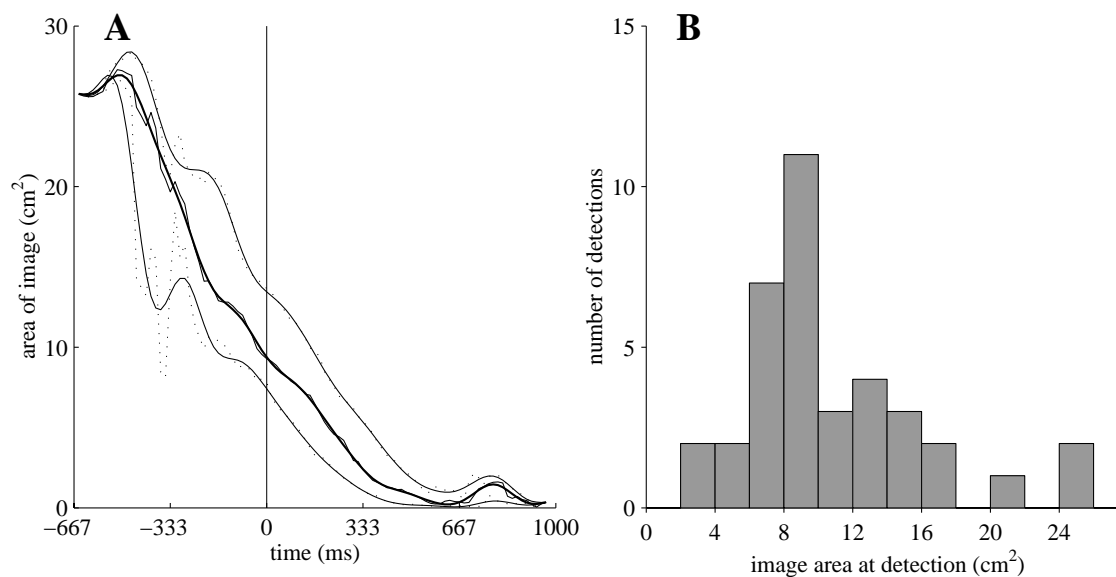 A
30
20
10
0
area of image (cm²)
−667 −333 0 333 667 1000
time (ms)
B
15
10
5
0
number of detections
0 4 8 12 16 20 24
image area at detection (cm²)